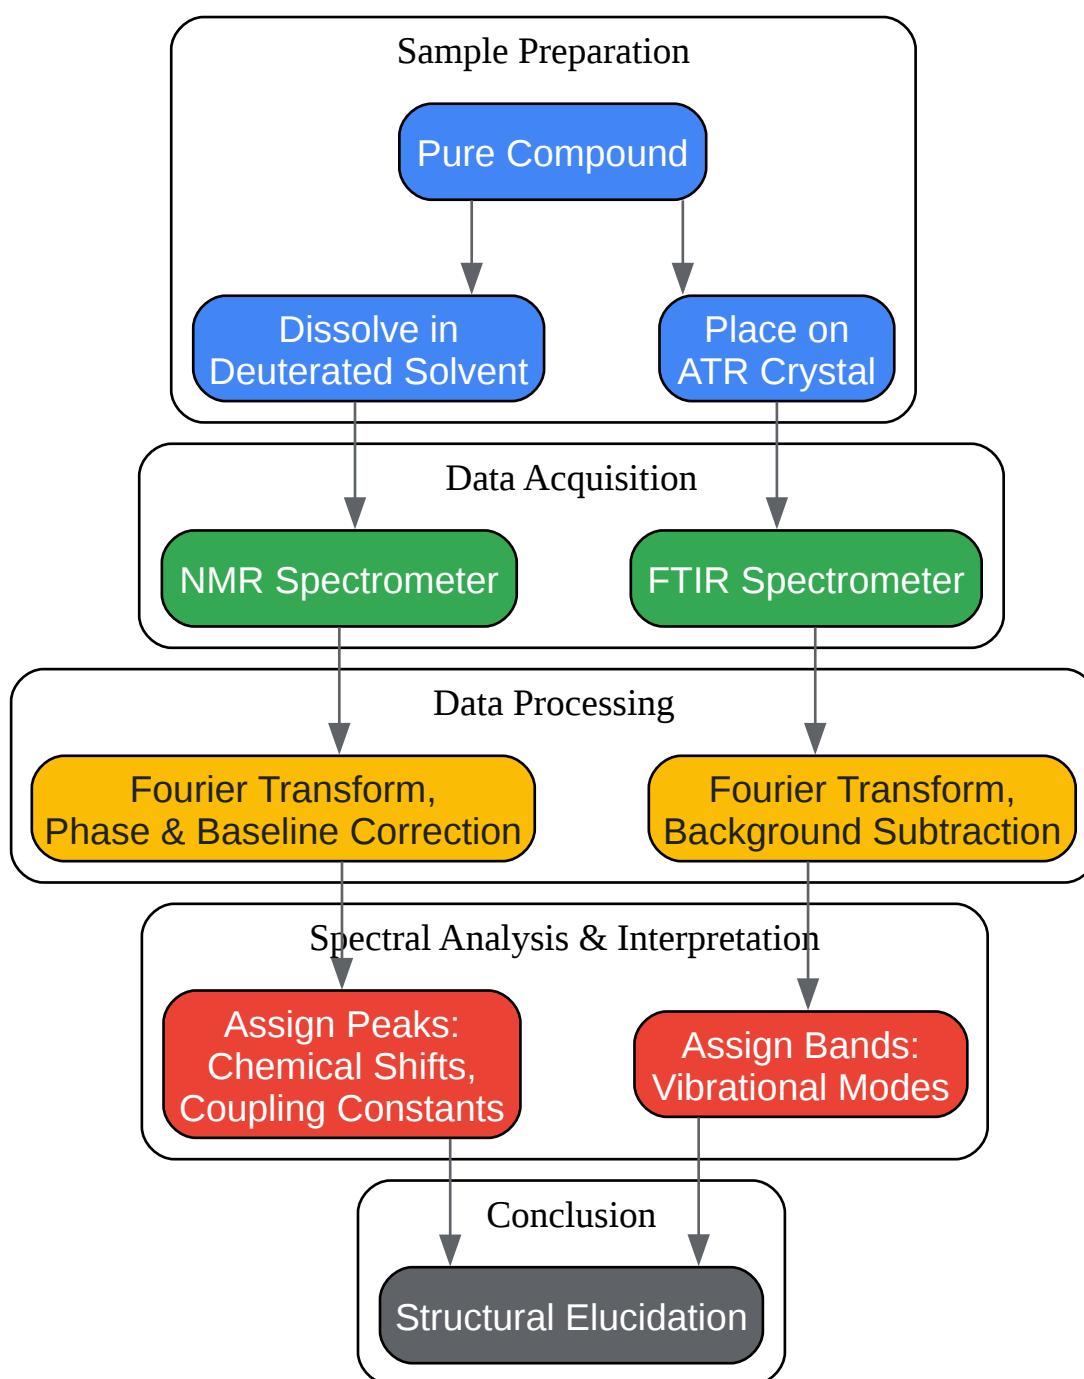 Sample Preparation
Pure Compound
Dissolve in
Deuterated Solvent
Place on
ATR Crystal
Data Acquisition
NMR Spectrometer
FTIR Spectrometer
Data Processing
Fourier Transform,
Phase & Baseline Correction
Fourier Transform,
Background Subtraction
Spectral Analysis & Interpretation
Assign Peaks:
Chemical Shifts,
Coupling Constants
Assign Bands:
Vibrational Modes
Conclusion
Structural Elucidation